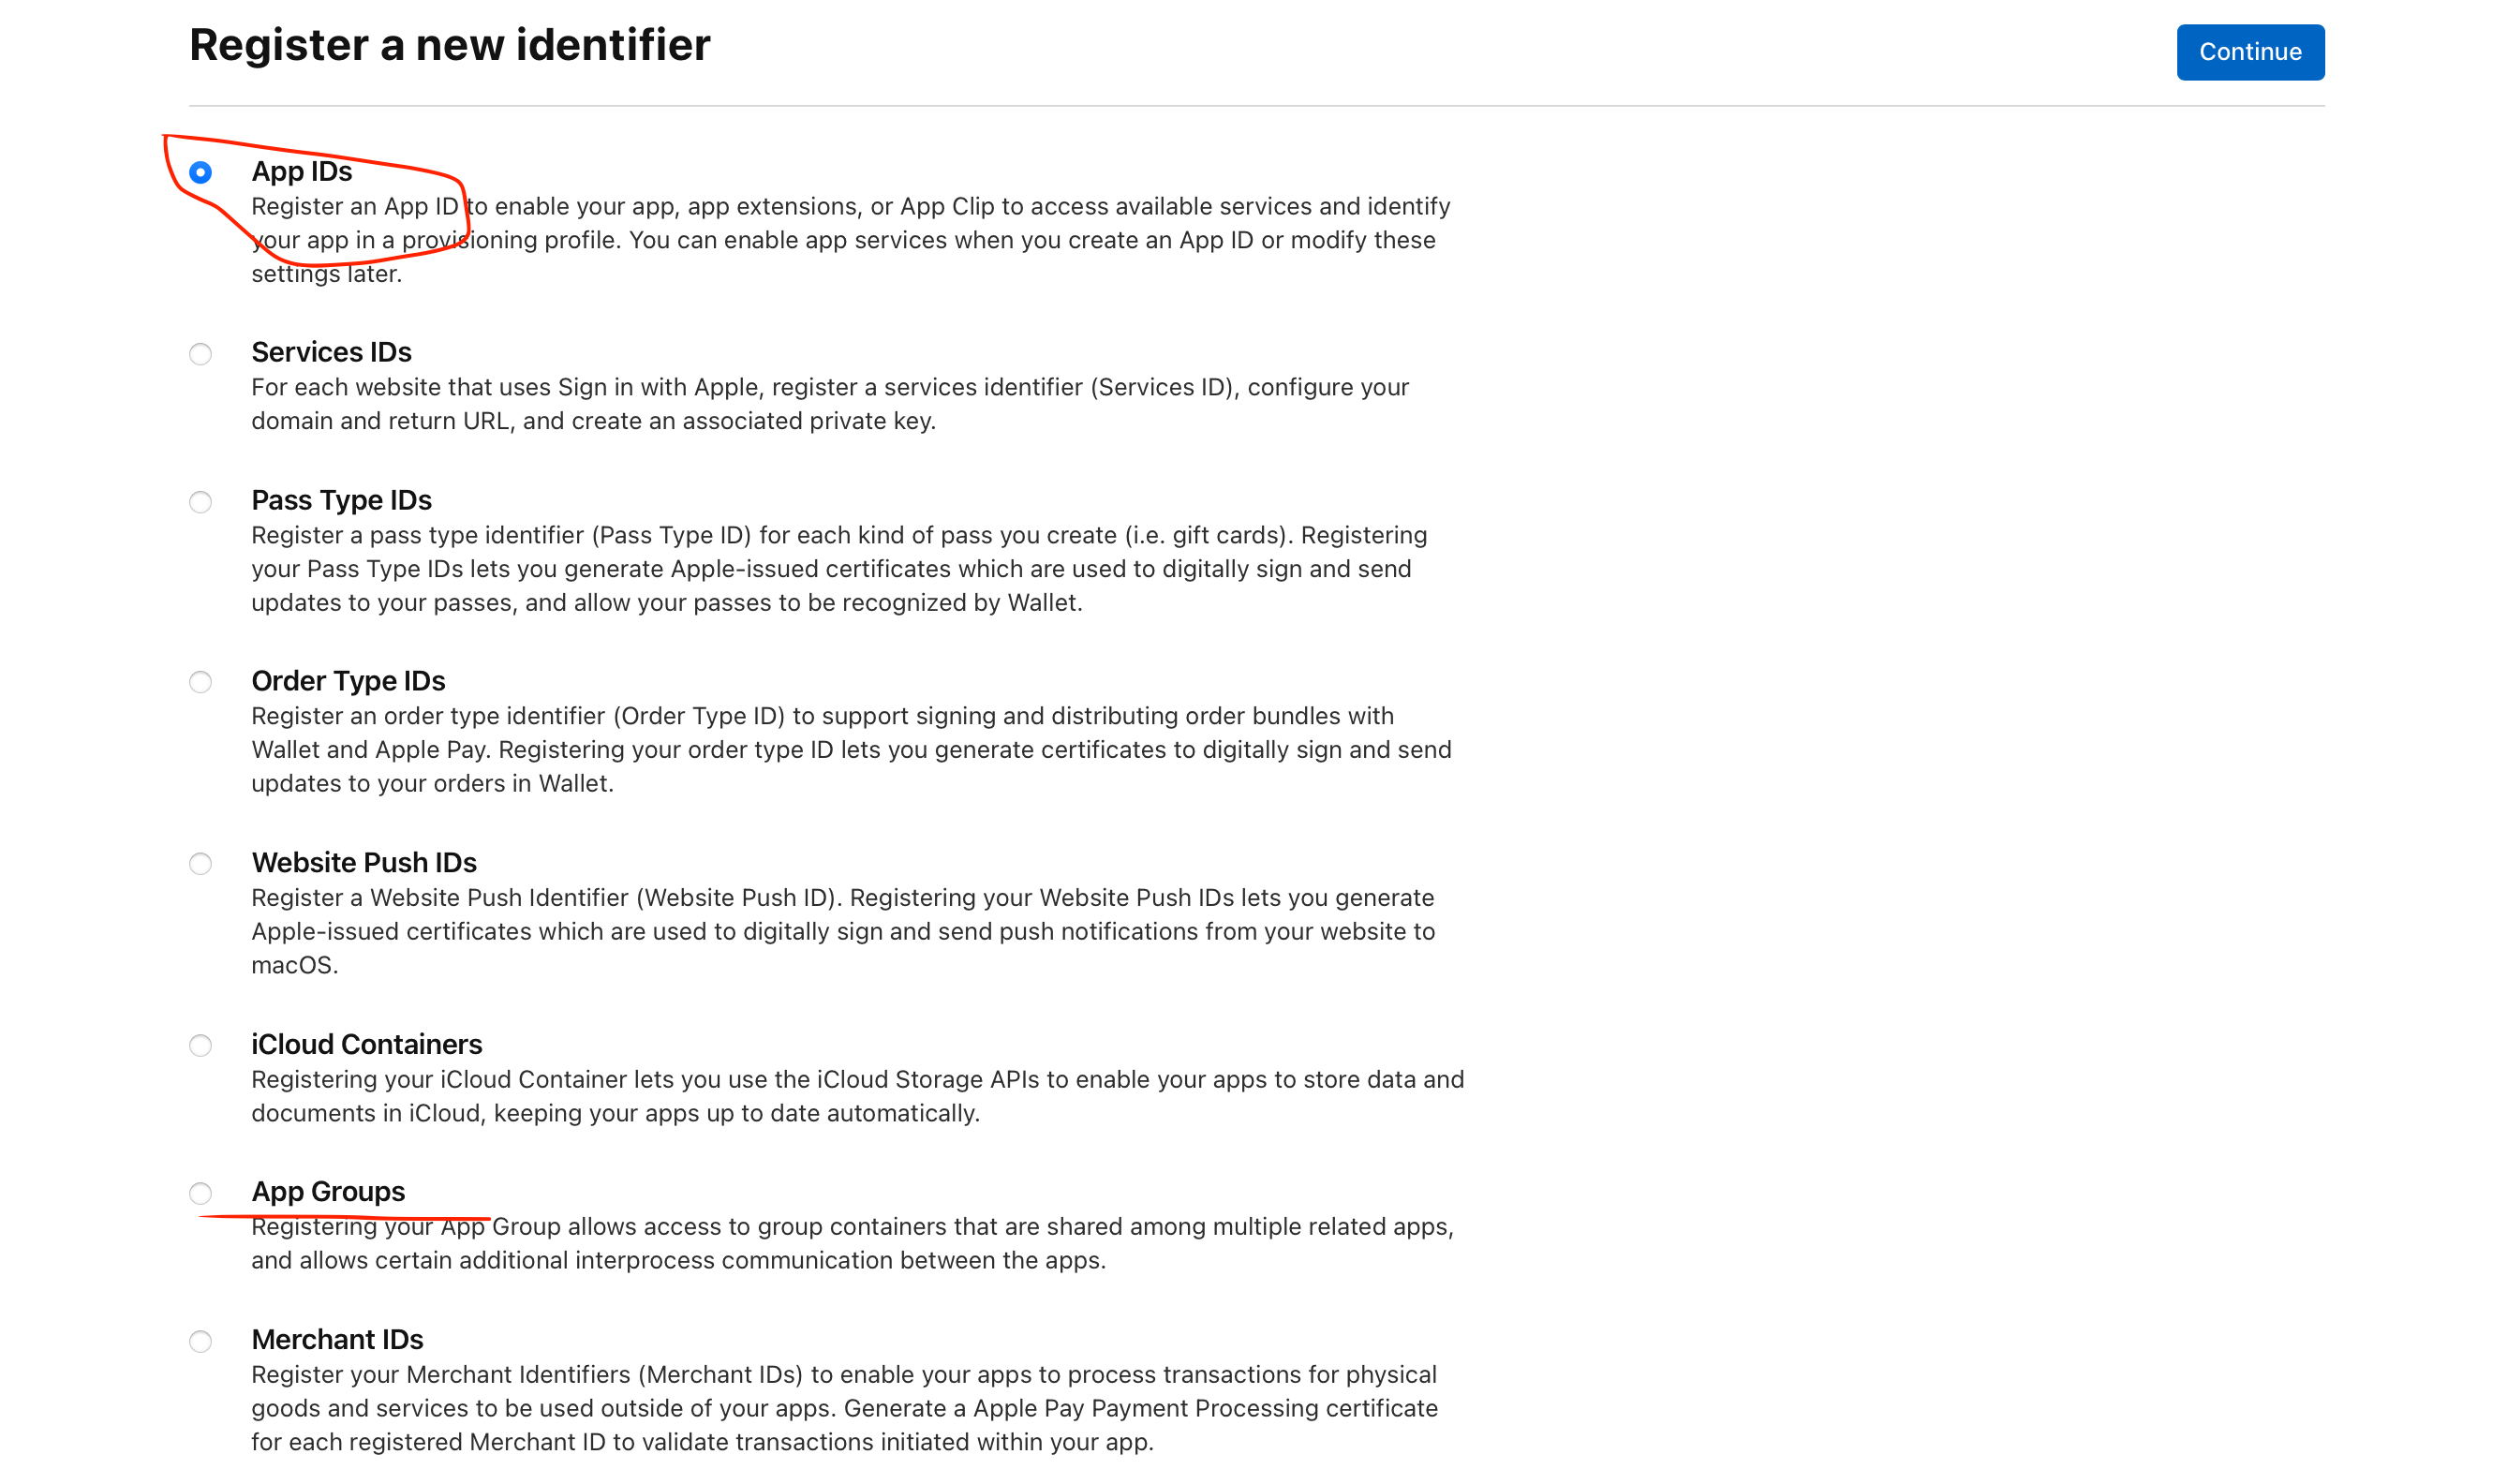 Register a new identifier
Continue
App IDs
Register an App ID to enable your app, app extensions, or App Clip to access available services and identify
your app in a provisioning profile. You can enable app services when you create an App ID or modify these
settings later.
Services IDs
For each website that uses Sign in with Apple, register a services identifier (Services ID), configure your
domain and return URL, and create an associated private key.
Pass Type IDs
Register a pass type identifier (Pass Type ID) for each kind of pass you create (i.e. gift cards). Registering
your Pass Type IDs lets you generate Apple-issued certificates which are used to digitally sign and send
updates to your passes, and allow your passes to be recognized by Wallet.
Order Type IDs
Register an order type identifier (Order Type ID) to support signing and distributing order bundles with
Wallet and Apple Pay. Registering your order type ID lets you generate certificates to digitally sign and send
updates to your orders in Wallet.
Website Push IDs
Register a Website Push Identifier (Website Push ID). Registering your Website Push IDs lets you generate
Apple-issued certificates which are used to digitally sign and send push notifications from your website to
macOS.
iCloud Containers
Registering your iCloud Container lets you use the iCloud Storage APIs to enable your apps to store data and
documents in iCloud, keeping your apps up to date automatically.
App Groups
Registering your App Group allows access to group containers that are shared among multiple related apps,
and allows certain additional interprocess communication between the apps.
Merchant IDs
Register your Merchant Identifiers (Merchant IDs) to enable your apps to process transactions for physical
goods and services to be used outside of your apps. Generate a Apple Pay Payment Processing certificate
for each registered Merchant ID to validate transactions initiated within your app.